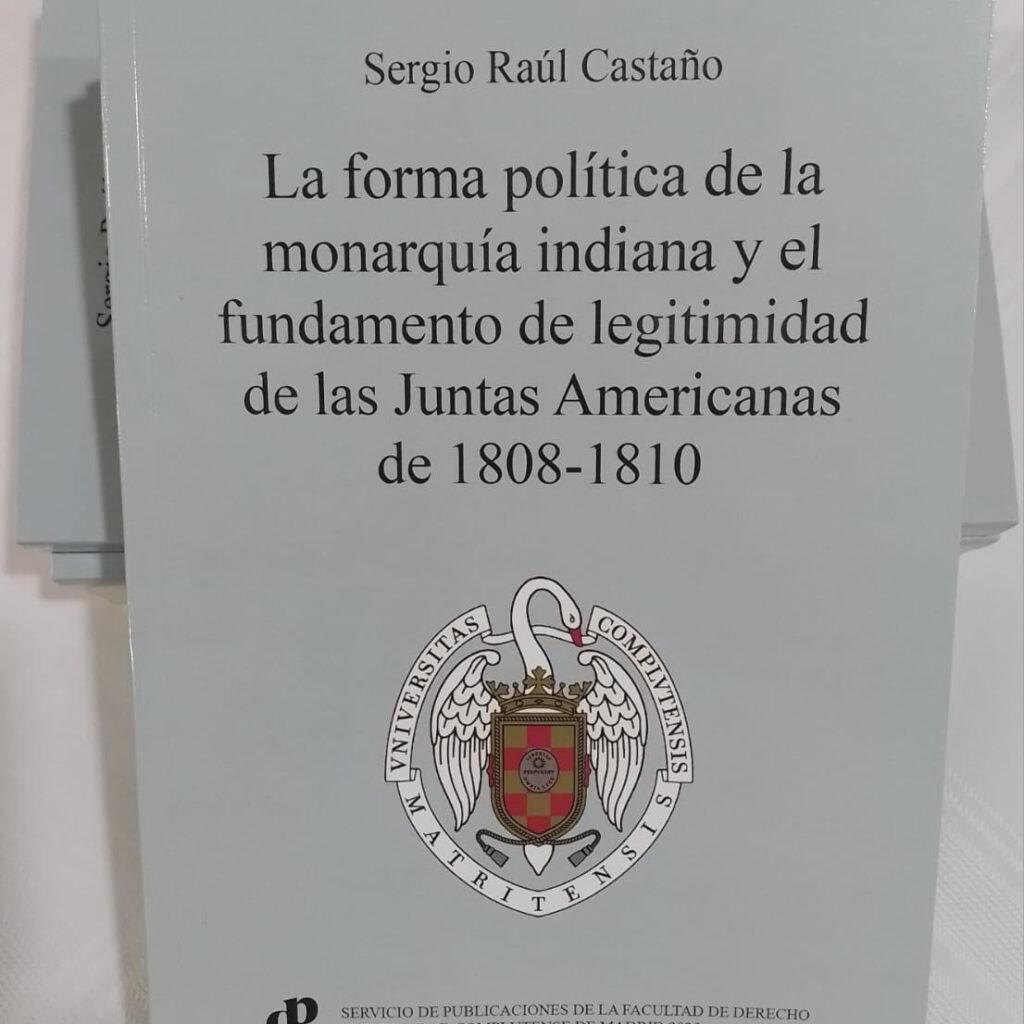 Sergio Raúl Castaño
La forma política de la
monarquía indiana y el
fundamento de legitimidad
de las Juntas Americanas
de 1808-1810
VNIVERSITAS
COMPLVTENSIS
MATRITENSIS
SERVICIO DE PUBLICACIONES DE LA FACULTAD DE DERECHO